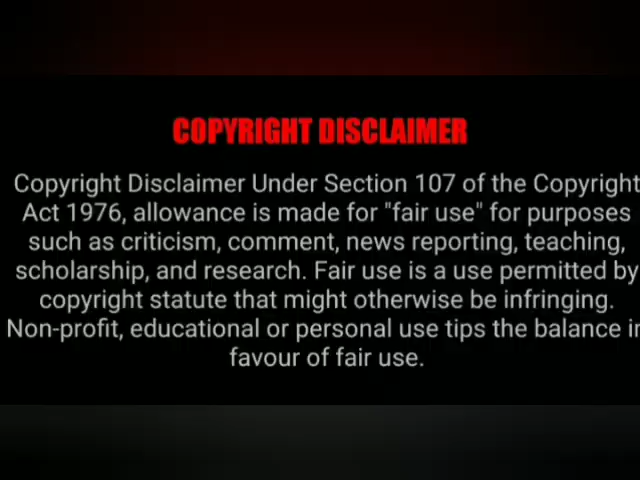 COPYRIGHT DISCLAIMER
Copyright Disclaimer Under Section 107 of the Copyright
Act 1976, allowance is made for "fair use" for purposes
such as criticism, comment, news reporting, teaching,
scholarship, and research. Fair use is a use permitted by
copyright statute that might otherwise be infringing.
Non-profit, educational or personal use tips the balance in
favour of fair use.